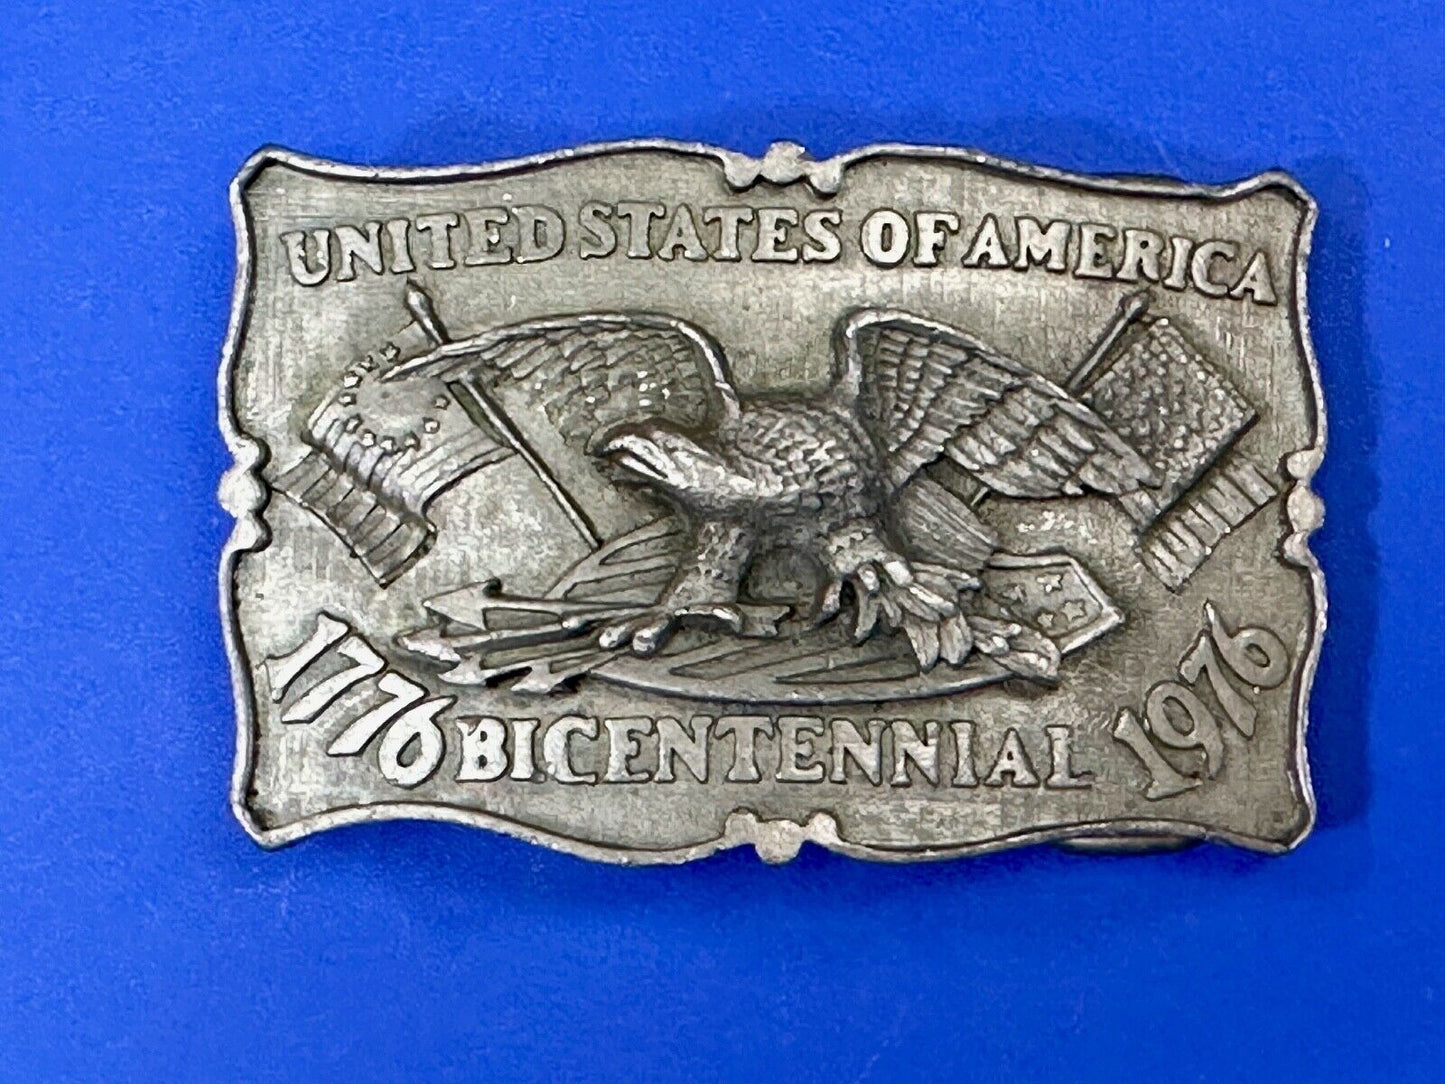 UNITED STATES OF AMERICA
1776 BICENTENNIAL 1976